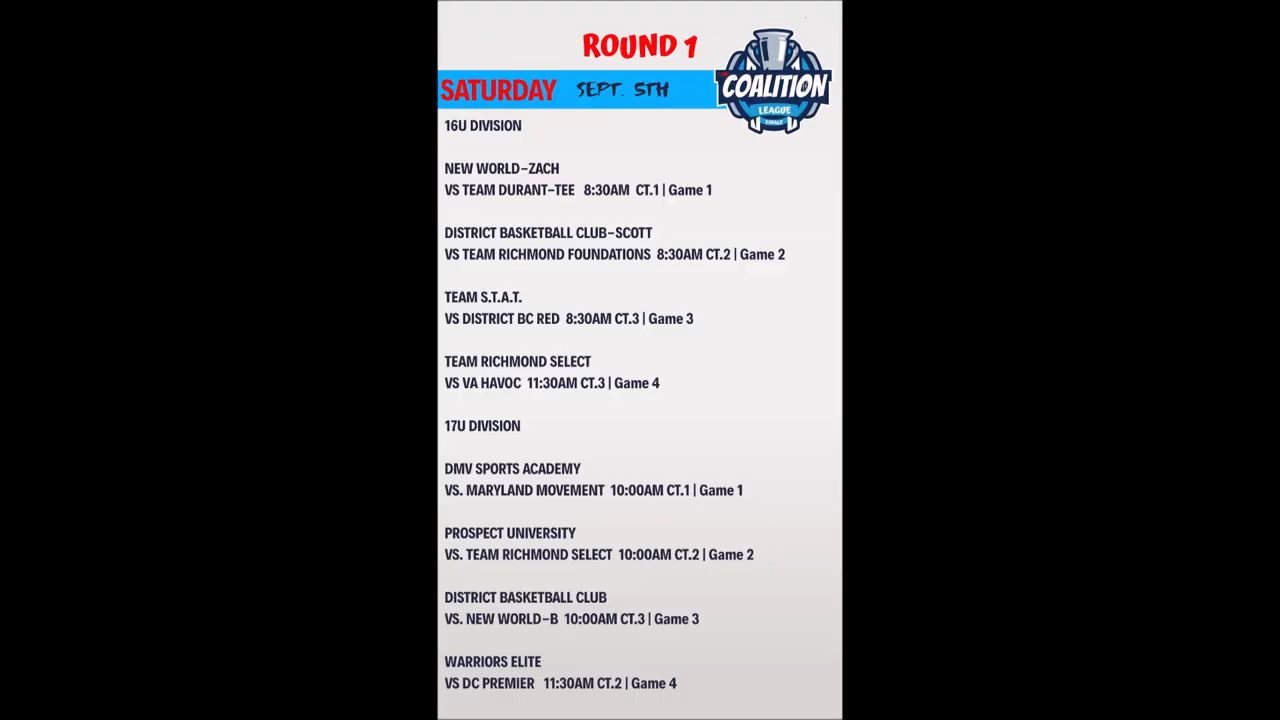 ROUND 1
SATURDAY SEPT. 5TH
COALITION
LEAGUE
FINALE
16U DIVISION
NEW WORLD-ZACH
VS TEAM DURANT-TEE 8:30AM CT.1 | Game 1
DISTRICT BASKETBALL CLUB-SCOTT
VS TEAM RICHMOND FOUNDATIONS 8:30AM CT.2 | Game 2
TEAM S.T.A.T.
VS DISTRICT BC RED 8:30AM CT.3 | Game 3
TEAM RICHMOND SELECT
VS VA HAVOC 11:30AM CT.3 | Game 4
17U DIVISION
DMV SPORTS ACADEMY
VS. MARYLAND MOVEMENT 10:00AM CT.1 | Game 1
PROSPECT UNIVERSITY
VS. TEAM RICHMOND SELECT 10:00AM CT.2 | Game 2
DISTRICT BASKETBALL CLUB
VS. NEW WORLD-B 10:00AM CT.3 | Game 3
WARRIORS ELITE
VS DC PREMIER 11:30AM CT.2 | Game 4